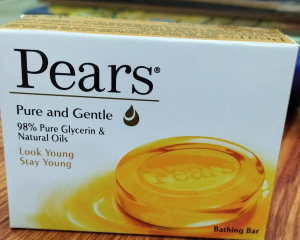 Pears®
Pure and Gentle
98% Pure Glycerin &
Natural Oils
Look Young
Stay Young
Pears
Bathing Bar